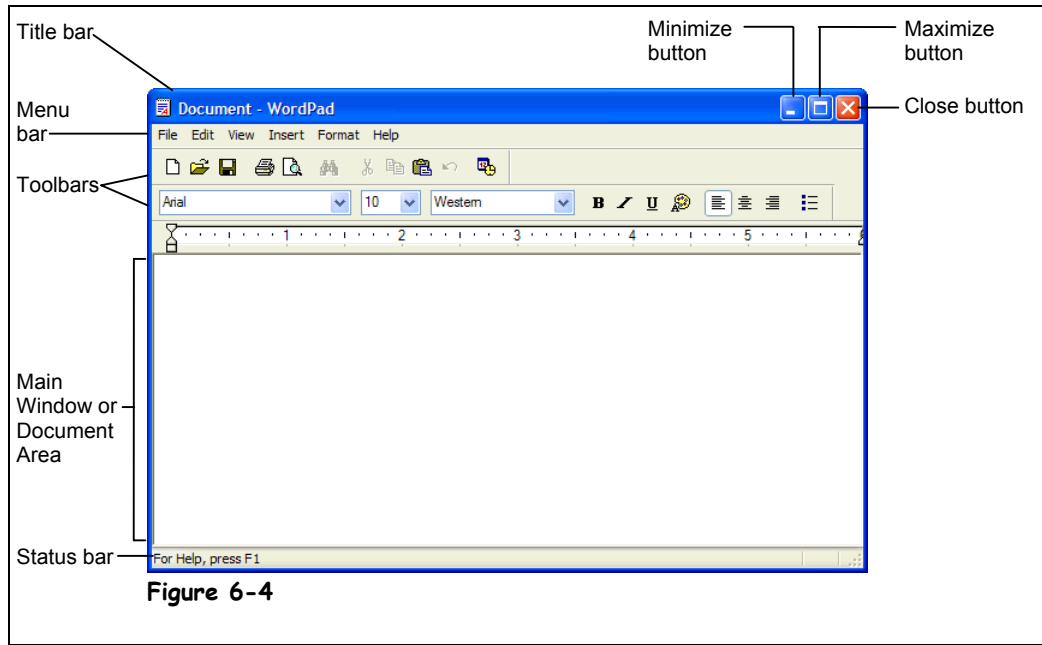 Title bar
Minimize
button
Maximize
button
Close button
Menu
bar
Document - WordPad
File Edit View Insert Format Help
Toolbars
Arial 10 Western B I U
1 2 3 4 5
Main
Window or
Document
Area
Status bar
For Help, press F1
Figure 6-4